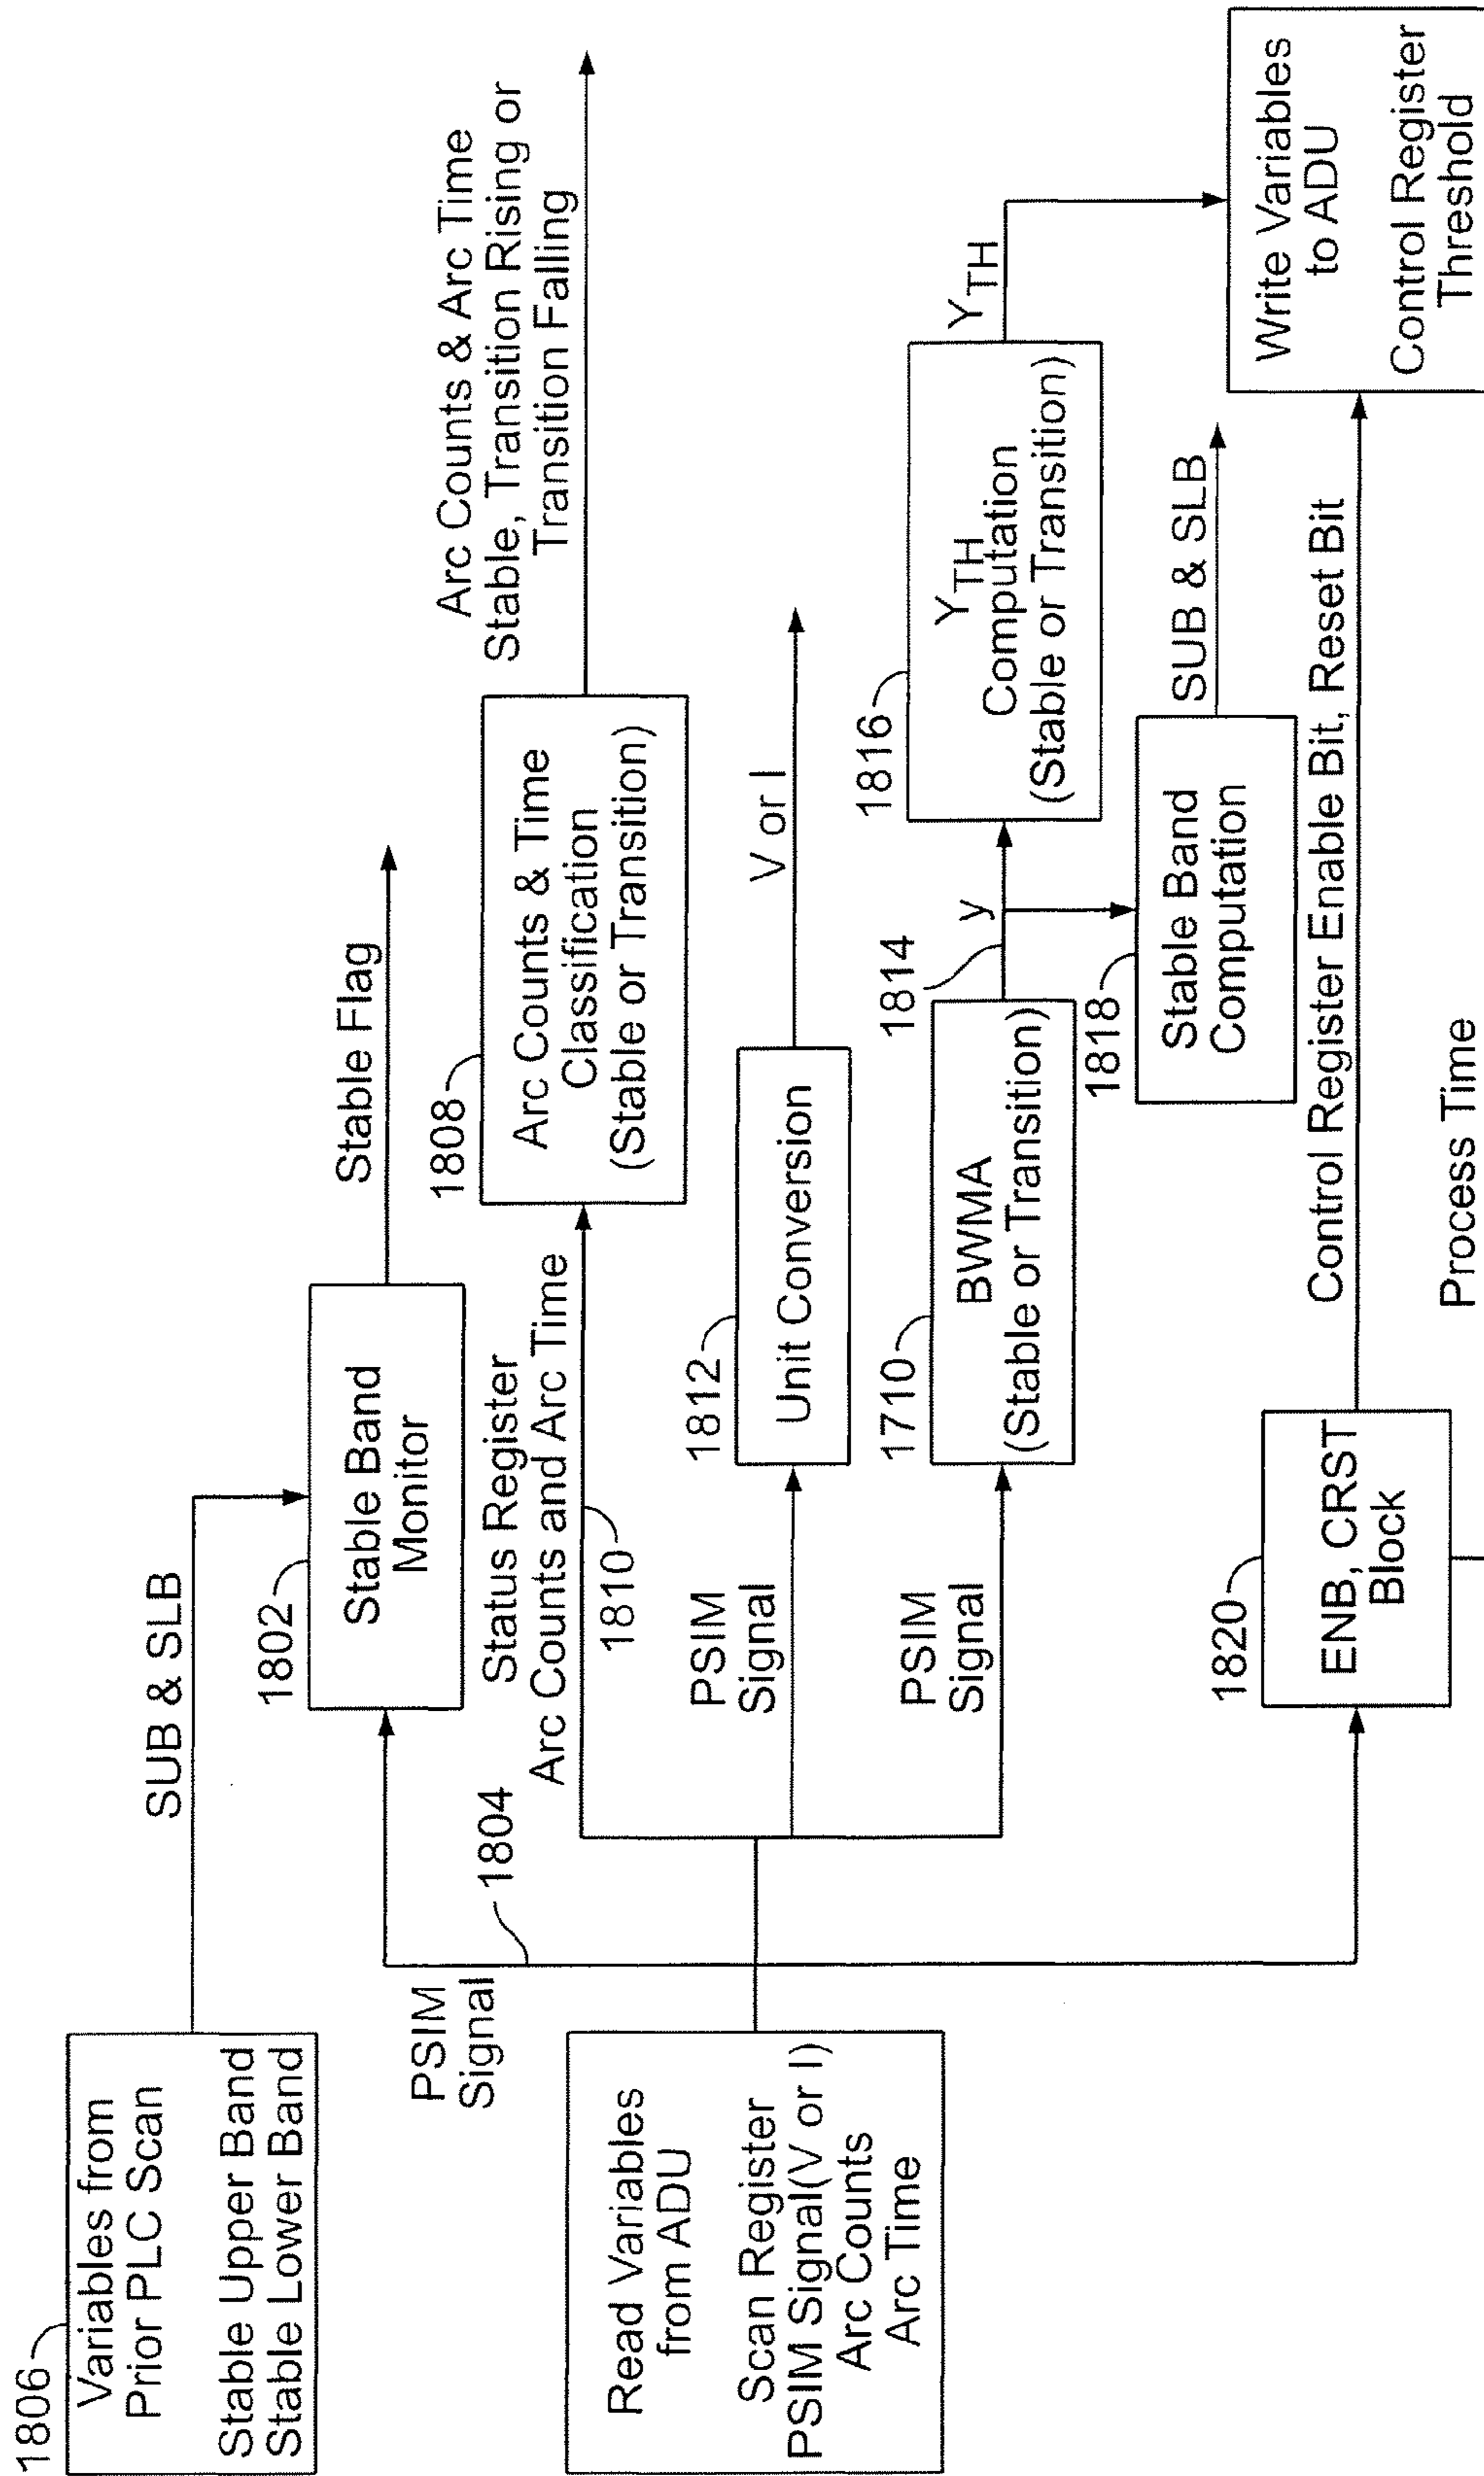 1806
Variables from
Prior PLC Scan
Stable Upper Band
Stable Lower Band
SUB & SLB
Read Variables
from ADU
Scan Register
PSIM Signal(V or I)
Arc Counts
Arc Time
PSIM
Signal
1804
1802
Stable Band
Monitor
Stable Flag
Status Register
Arc Counts and Arc Time
1810
1808
Arc Counts & Time
Classification
(Stable or Transition)
Arc Counts & Arc Time
Stable, Transition Rising or
Transition Falling
PSIM
Signal
1812
Unit Conversion
V or I
PSIM
Signal
1710
BWMA
(Stable or Transition)
1814
y
1816
YTH
Computation
(Stable or Transition)
YTH
1818
Stable Band
Computation
SUB & SLB
1820
ENB, CRST
Block
Control Register Enable Bit, Reset Bit
Write Variables
to ADU
Control Register
Threshold
Process Time